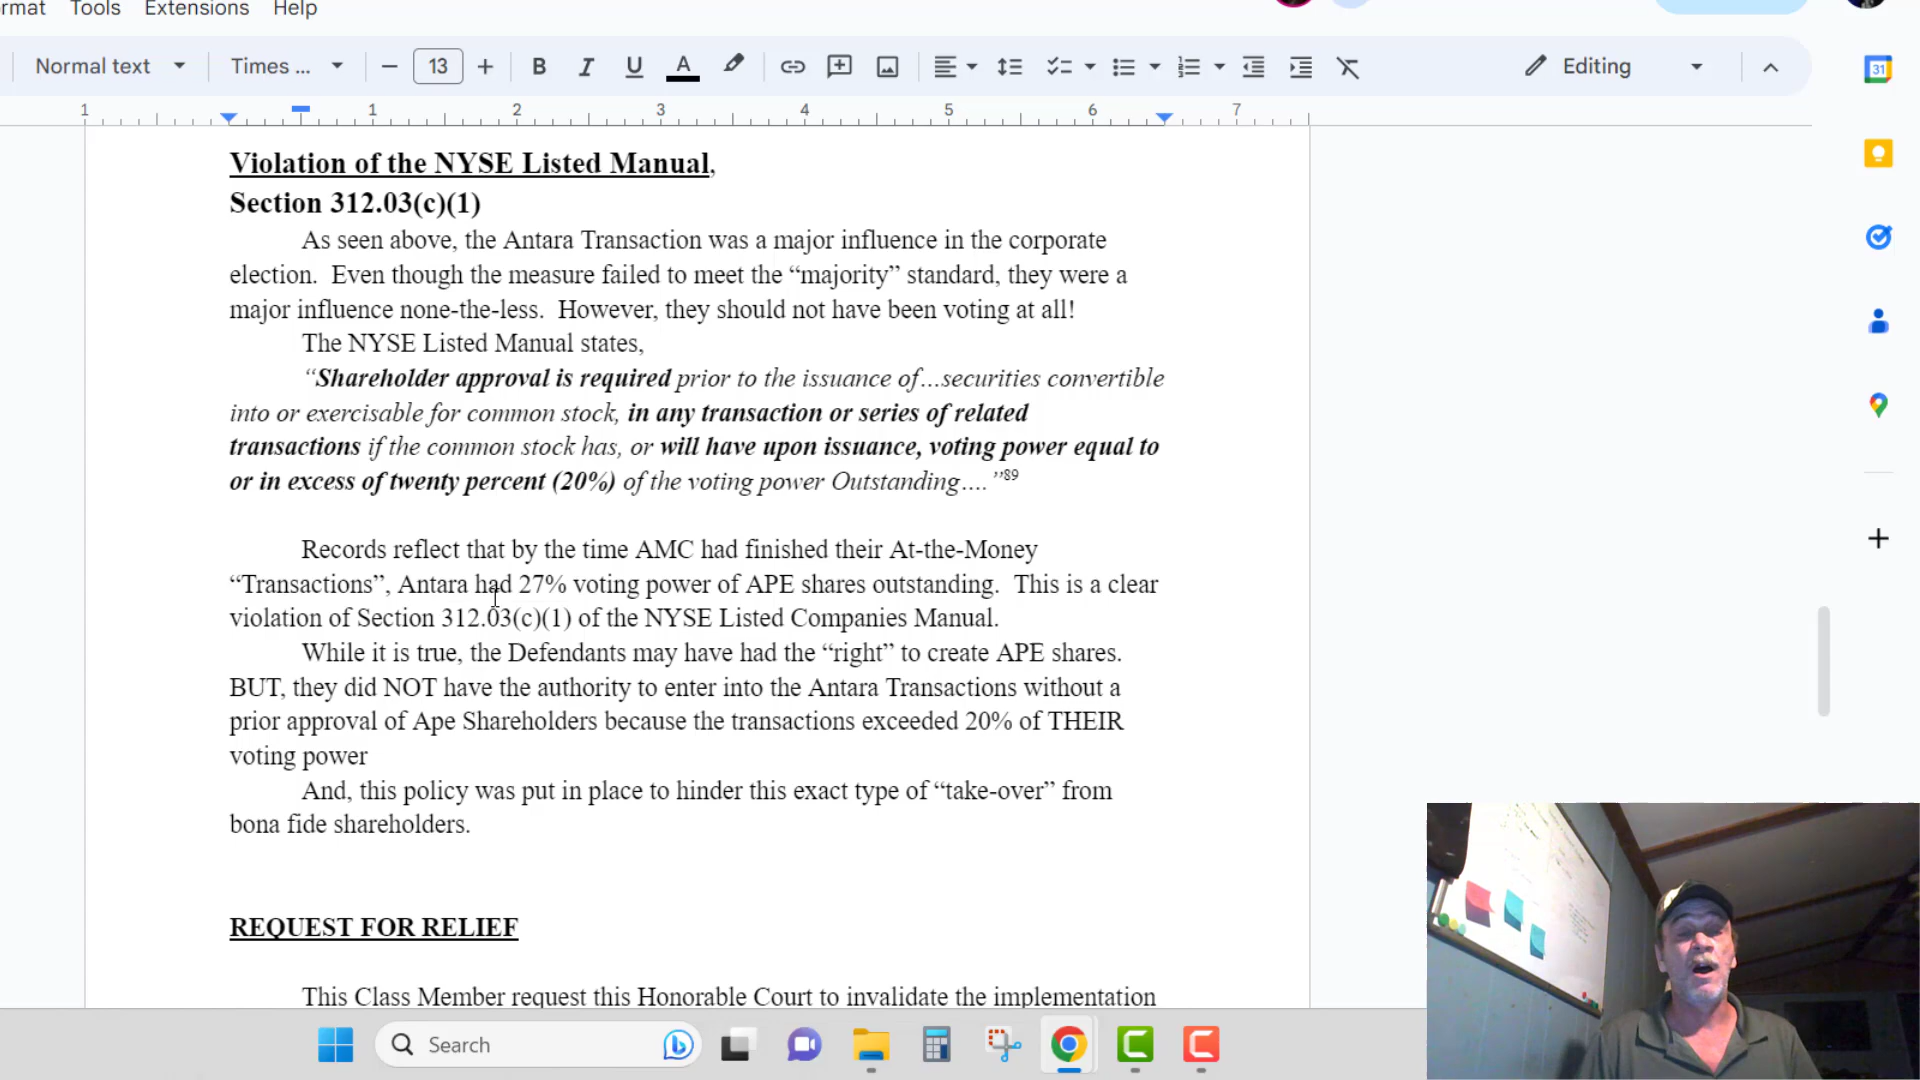 rmat Tools Extensions Help
Normal text Times ... 13 B I U A Editing
1 1 2 3 4 5 6 7
Violation of the NYSE Listed Manual,
Section 312.03(c)(1)
As seen above, the Antara Transaction was a major influence in the corporate
election.  Even though the measure failed to meet the “majority” standard, they were a
major influence none-the-less.  However, they should not have been voting at all!
The NYSE Listed Manual states,
“Shareholder approval is required prior to the issuance of…securities convertible
into or exercisable for common stock, in any transaction or series of related
transactions if the common stock has, or will have upon issuance, voting power equal to
or in excess of twenty percent (20%) of the voting power Outstanding…. ”89
Records reflect that by the time AMC had finished their At-the-Money
“Transactions”, Antara had 27% voting power of APE shares outstanding.  This is a clear
violation of Section 312.03(c)(1) of the NYSE Listed Companies Manual.
While it is true, the Defendants may have had the “right” to create APE shares.
BUT, they did NOT have the authority to enter into the Antara Transactions without a
prior approval of Ape Shareholders because the transactions exceeded 20% of THEIR
voting power
And, this policy was put in place to hinder this exact type of “take-over” from
bona fide shareholders.
REQUEST FOR RELIEF
This Class Member request this Honorable Court to invalidate the implementation
Search
31